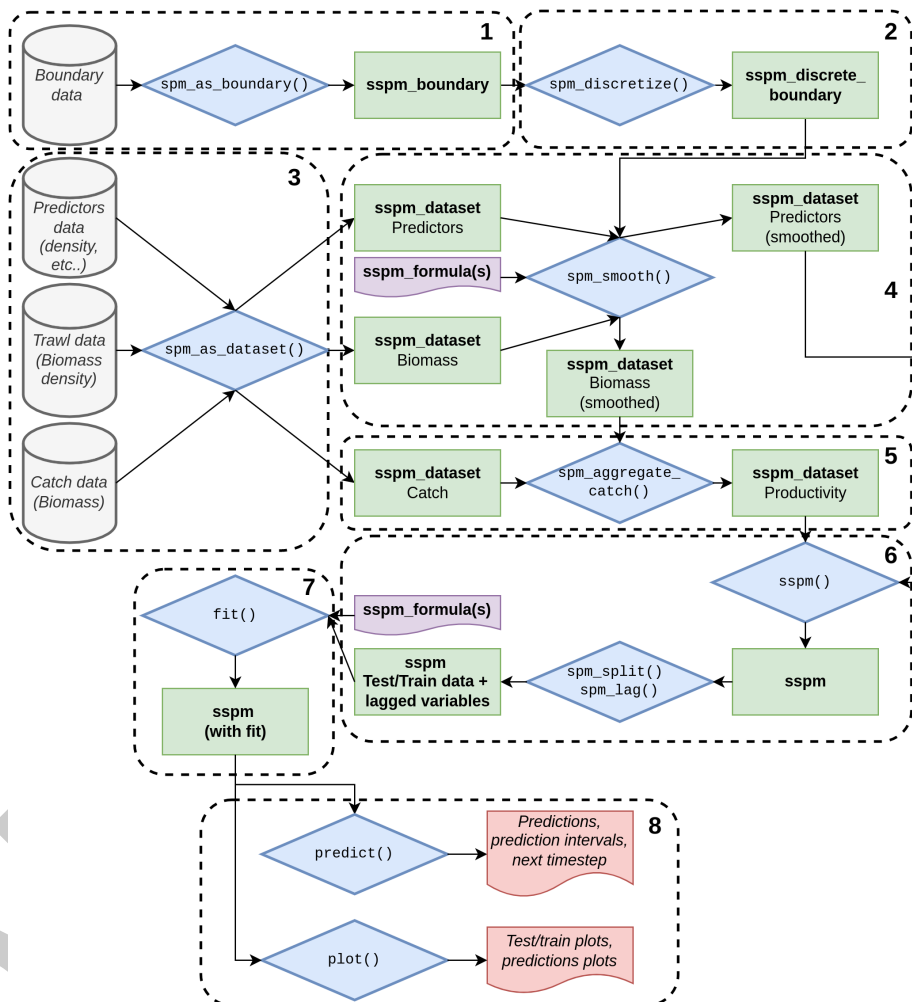 1
Boundary
data
spm_as_boundary()
sspm_boundary
2
spm_discretize()
sspm_discrete_
boundary
3
Predictors
data
(density,
etc..)
Trawl data
(Biomass
density)
Catch data
(Biomass)
spm_as_dataset()
4
sspm_dataset
Predictors
sspm_formula(s)
sspm_dataset
Biomass
spm_smooth()
sspm_dataset
Predictors
(smoothed)
sspm_dataset
Biomass
(smoothed)
5
sspm_dataset
Catch
spm_aggregate_
catch()
sspm_dataset
Productivity
6
sspm()
sspm
spm_split()
spm_lag()
sspm_formula(s)
sspm
Test/Train data +
lagged variables
7
fit()
sspm
(with fit)
8
predict()
Predictions,
prediction intervals,
next timestep
plot()
Test/train plots,
predictions plots